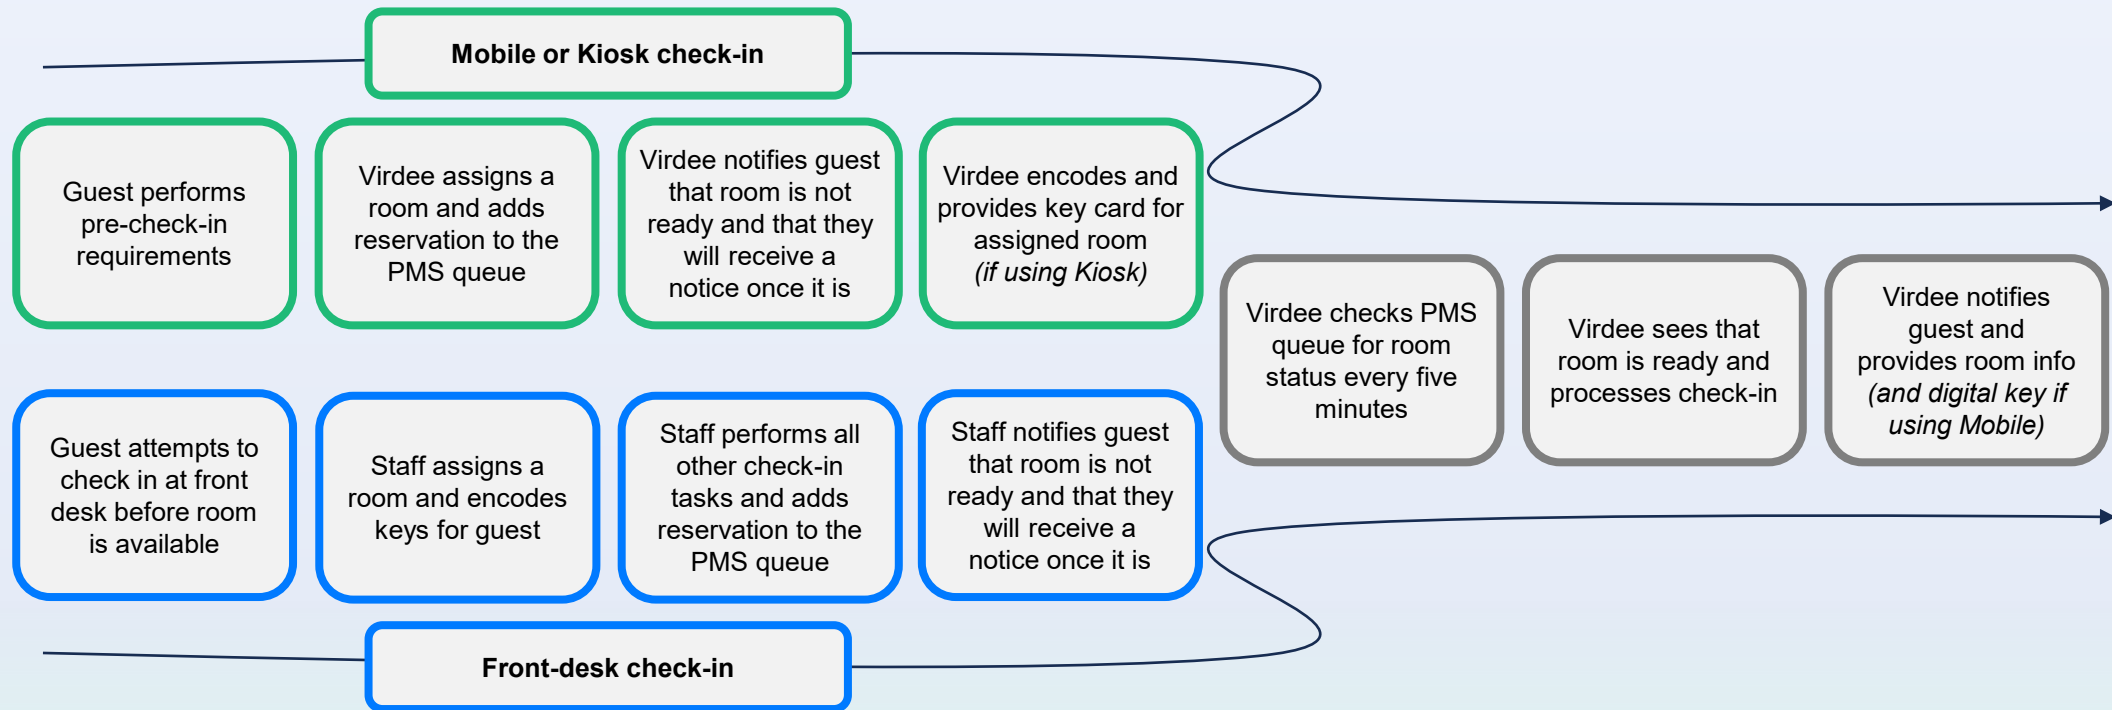 Mobile or Kiosk check-in
Guest performs
pre-check-in
requirements
Virdee assigns a
room and adds
reservation to the
PMS queue
Virdee notifies guest
that room is not
ready and that they
will receive a
notice once it is
Virdee encodes and
provides key card for
assigned room
(if using Kiosk)
Virdee checks PMS
queue for room
status every five
minutes
Virdee sees that
room is ready and
processes check-in
Virdee notifies
guest and
provides room info
(and digital key if
using Mobile)
Guest attempts to
check in at front
desk before room
is available
Staff assigns a
room and encodes
keys for guest
Staff performs all
other check-in
tasks and adds
reservation to the
PMS queue
Staff notifies guest
that room is not
ready and that they
will receive a
notice once it is
Front-desk check-in